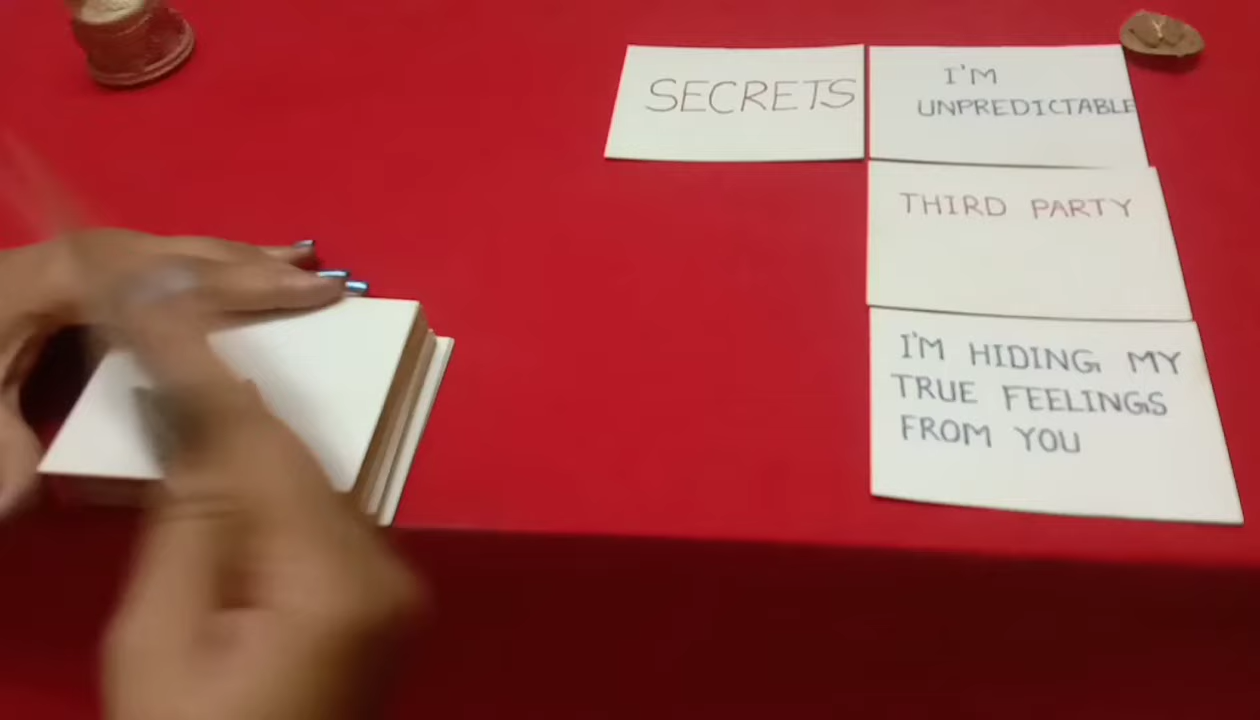 SECRETS
I'M
UNPREDICTABLE
THIRD PARTY
I'M HIDING MY
TRUE FEELINGS
FROM YOU